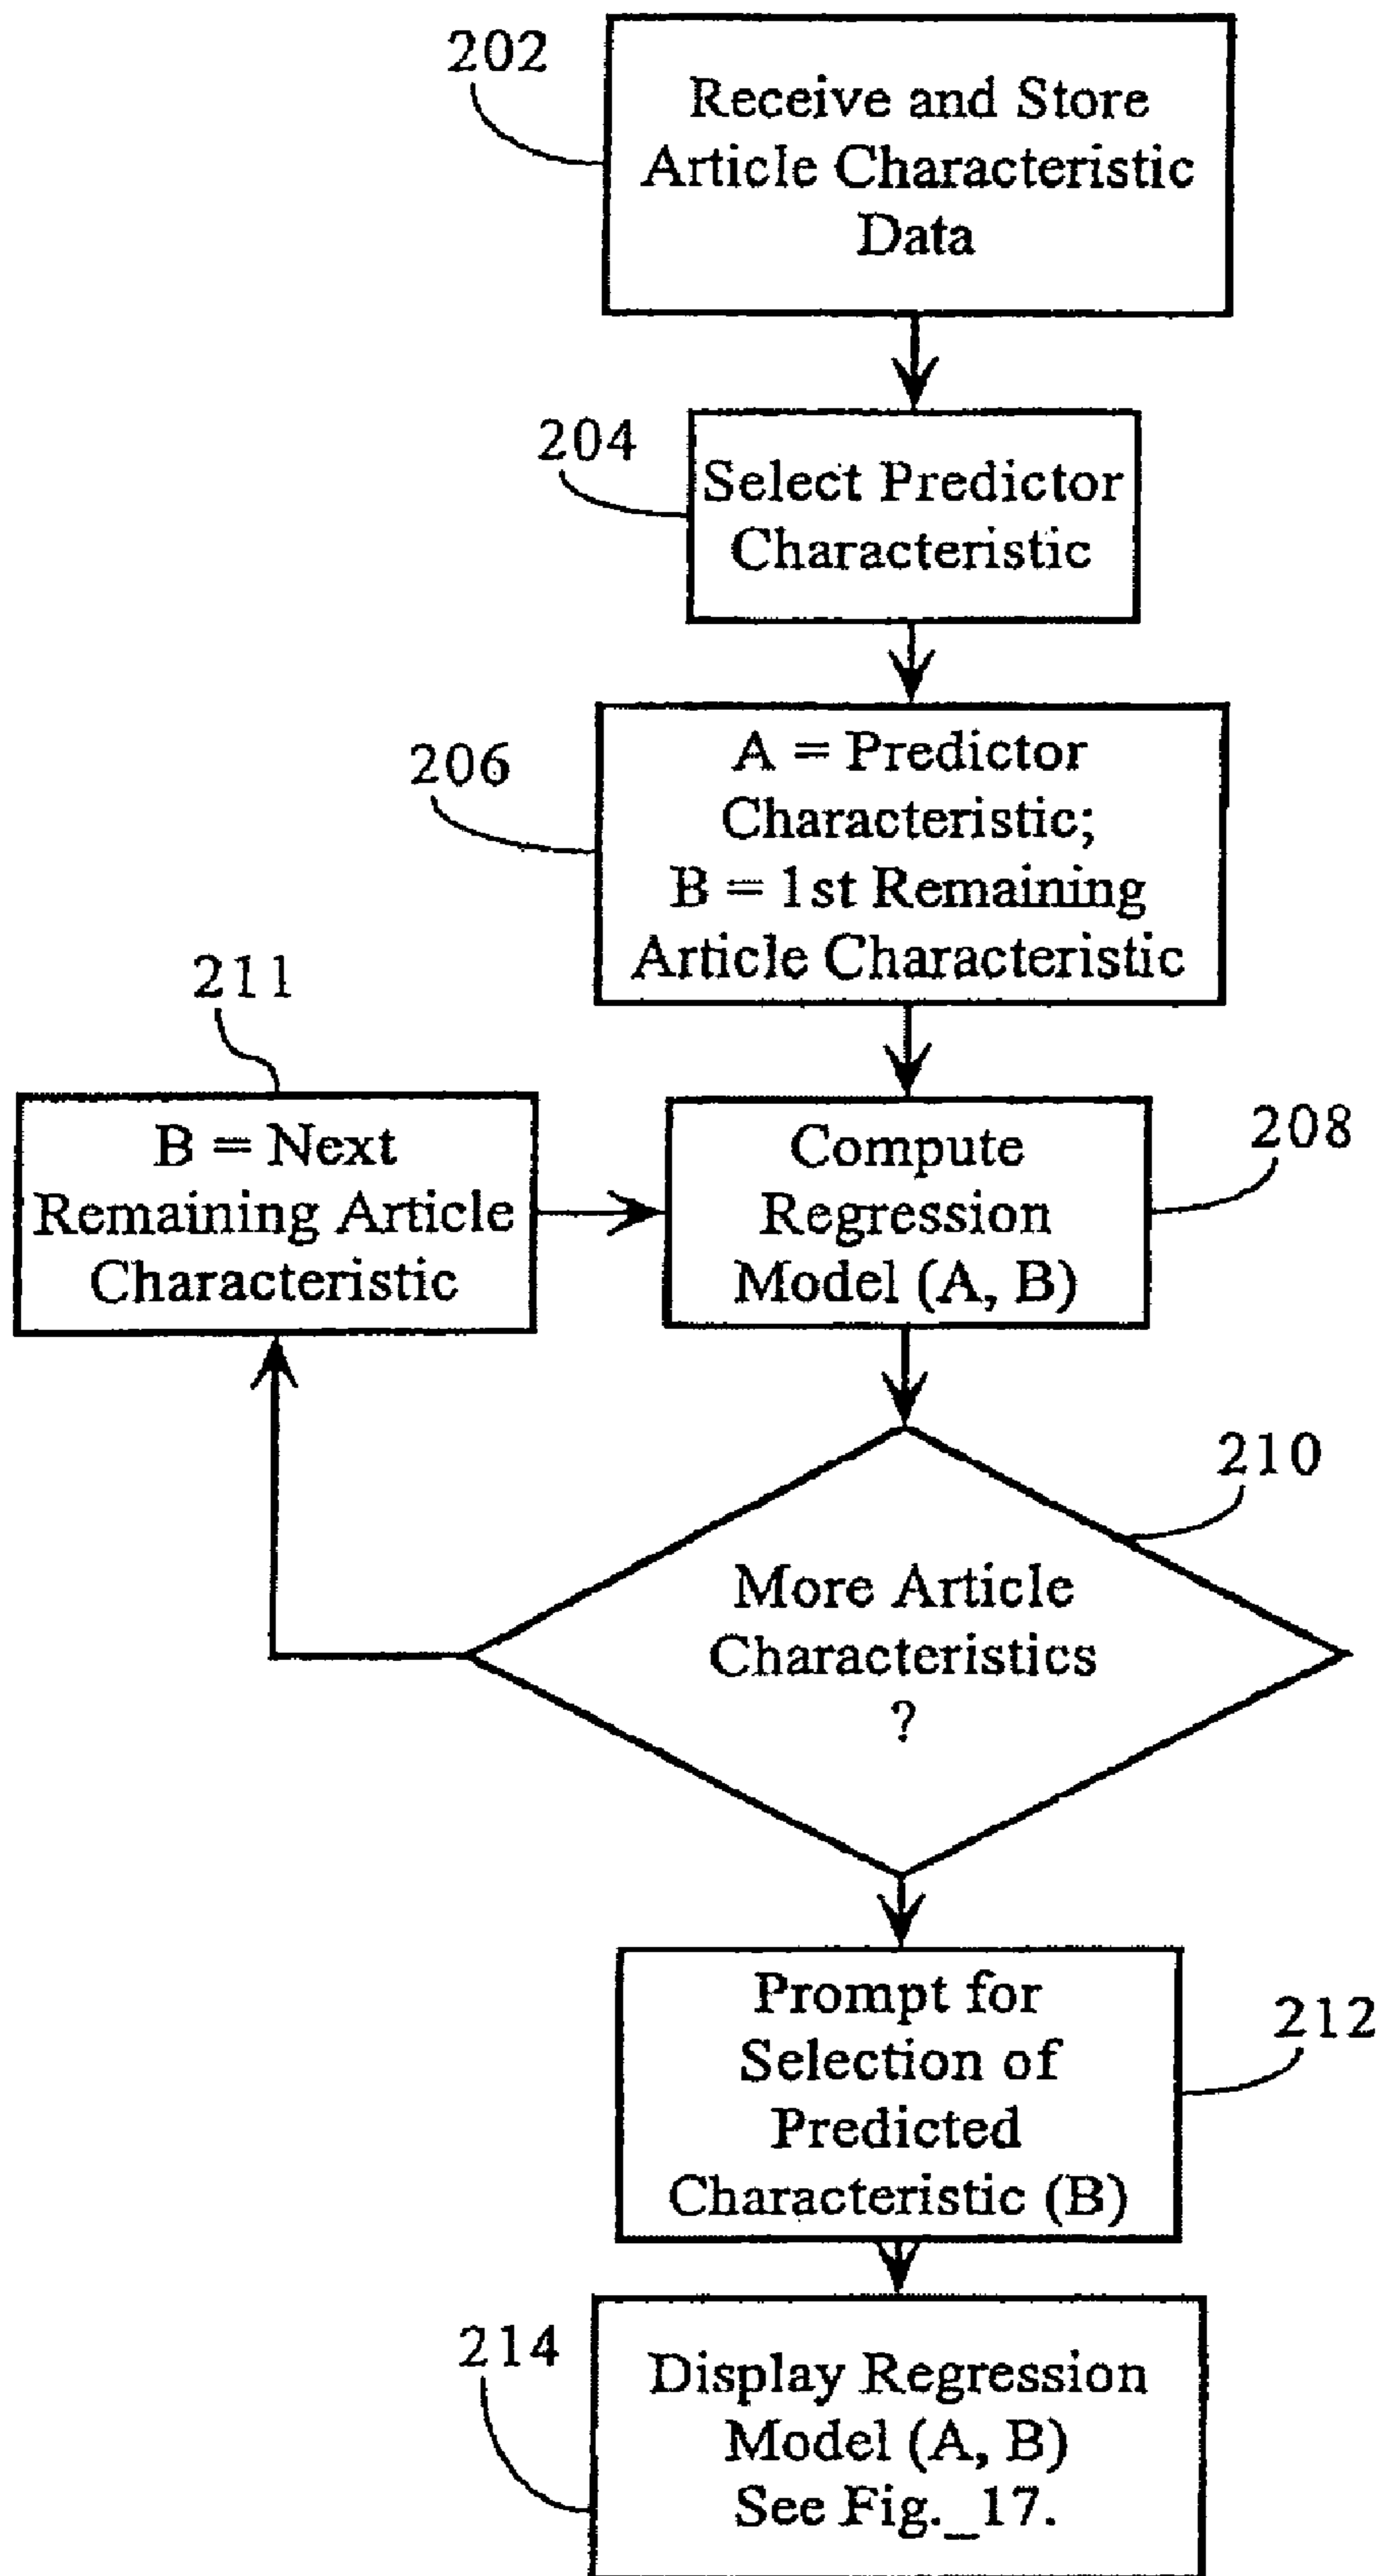 202
Receive and Store
Article Characteristic
Data
204
Select Predictor
Characteristic
206
A = Predictor
Characteristic;
B = 1st Remaining
Article Characteristic
211
B = Next
Remaining Article
Characteristic
Compute
Regression
Model (A, B)
208
210
More Article
Characteristics
?
Prompt for
Selection of
Predicted
Characteristic (B)
212
214
Display Regression
Model (A, B)
See Fig._17.